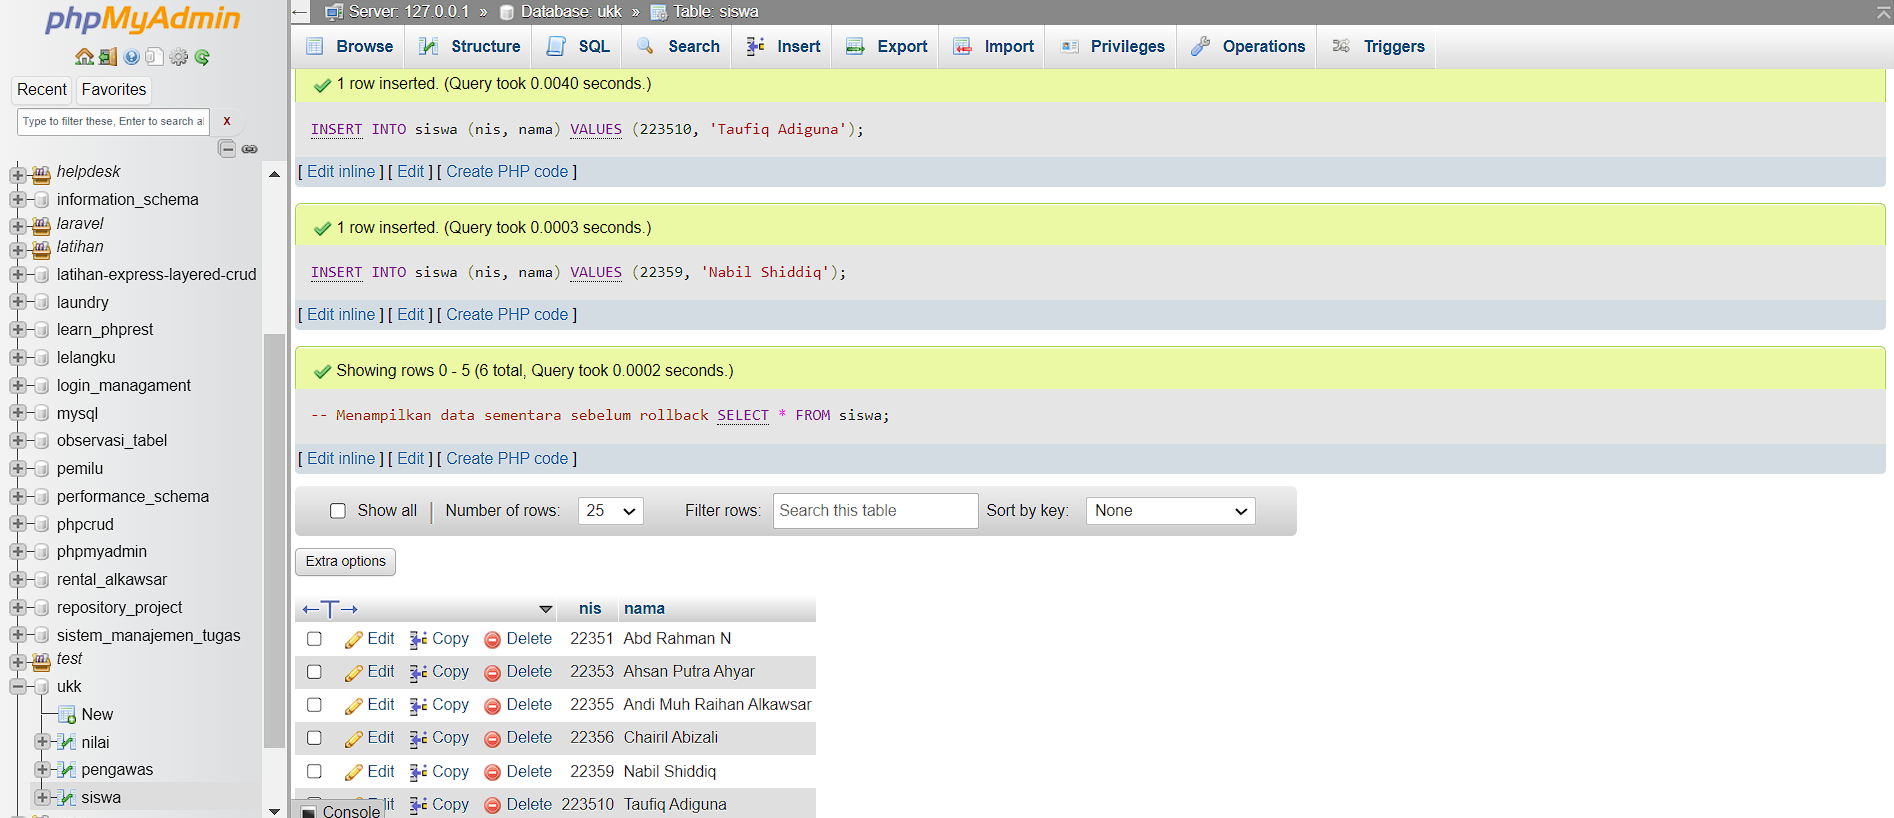 phpMyAdmin
Recent Favorites
Type to filter these, Enter to search al X
helpdesk
information_schema
laravel
latihan
latihan-express-layered-crud
laundry
learn_phprest
lelangku
login_managament
mysql
observasi_tabel
pemilu
performance_schema
phpcrud
phpmyadmin
rental_alkawsar
repository_project
sistem_manajemen_tugas
test
ukk
New
nilai
pengawas
siswa
Server: 127.0.0.1 » Database: ukk » Table: siswa
Browse Structure SQL Search Insert Export Import Privileges Operations Triggers
1 row inserted. (Query took 0.0040 seconds.)
INSERT INTO siswa (nis, nama) VALUES (223510, 'Taufiq Adiguna');
[ Edit inline ] [ Edit ] [ Create PHP code ]
1 row inserted. (Query took 0.0003 seconds.)
INSERT INTO siswa (nis, nama) VALUES (22359, 'Nabil Shiddiq');
[ Edit inline ] [ Edit ] [ Create PHP code ]
Showing rows 0 - 5 (6 total, Query took 0.0002 seconds.)
-- Menampilkan data sementara sebelum rollback SELECT * FROM siswa;
[ Edit inline ] [ Edit ] [ Create PHP code ]
Show all | Number of rows: 25 Filter rows: Search this table Sort by key: None
Extra options
←T→ nis nama
Edit Copy Delete 22351 Abd Rahman N
Edit Copy Delete 22353 Ahsan Putra Ahyar
Edit Copy Delete 22355 Andi Muh Raihan Alkawsar
Edit Copy Delete 22356 Chairil Abizali
Edit Copy Delete 22359 Nabil Shiddiq
Copy Delete 223510 Taufiq Adiguna
Console